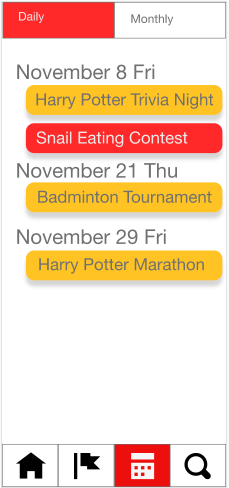 Daily
Monthly
November 8 Fri
Harry Potter Trivia Night
Snail Eating Contest
November 21 Thu
Badminton Tournament
November 29 Fri
Harry Potter Marathon